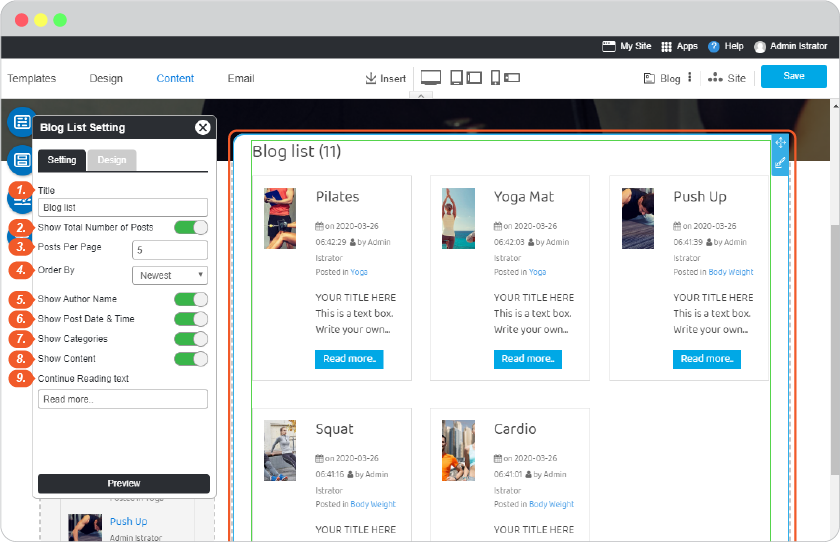 My Site Apps ? Help Admin Istrator
Templates Design Content Email Insert Blog Site Save
Blog List Setting
Setting Design
1. Title
Blog list
2. Show Total Number of Posts
3. Posts Per Page 5
4. Order By Newest
5. Show Author Name
6. Show Post Date & Time
7. Show Categories
8. Show Content
9. Continue Reading text
Read more..
Preview
Posted in Yoga
Push Up
Admin Istrator
Blog list (11)
Pilates
on 2020-03-26
06:42:29 by Admin
Istrator
Posted in Yoga
YOUR TITLE HERE
This is a text box.
Write your own...
Read more..
Yoga Mat
on 2020-03-26
06:42:03 by Admin
Istrator
Posted in Yoga
YOUR TITLE HERE
This is a text box.
Write your own...
Read more..
Push Up
on 2020-03-26
06:41:39 by Admin
Istrator
Posted in Body Weight
YOUR TITLE HERE
This is a text box.
Write your own...
Read more..
Squat
on 2020-03-26
06:41:16 by Admin
Istrator
Posted in Body Weight
YOUR TITLE HERE
Cardio
on 2020-03-26
06:41:01 by Admin
Istrator
Posted in Body Weight
YOUR TITLE HERE